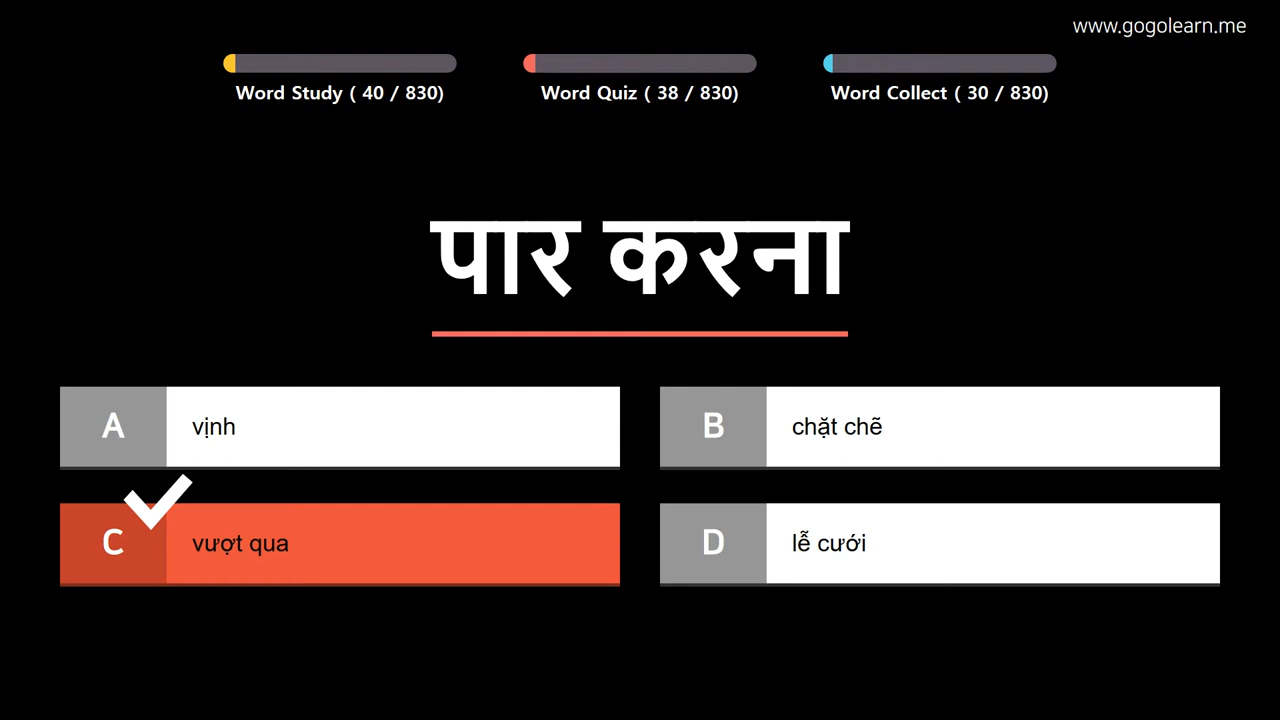 www.gogolearn.me
Word Study ( 40 / 830)
Word Quiz ( 38 / 830)
Word Collect ( 30 / 830)
पार करना
A vịnh
B chặt chẽ
C vượt qua
D lễ cưới